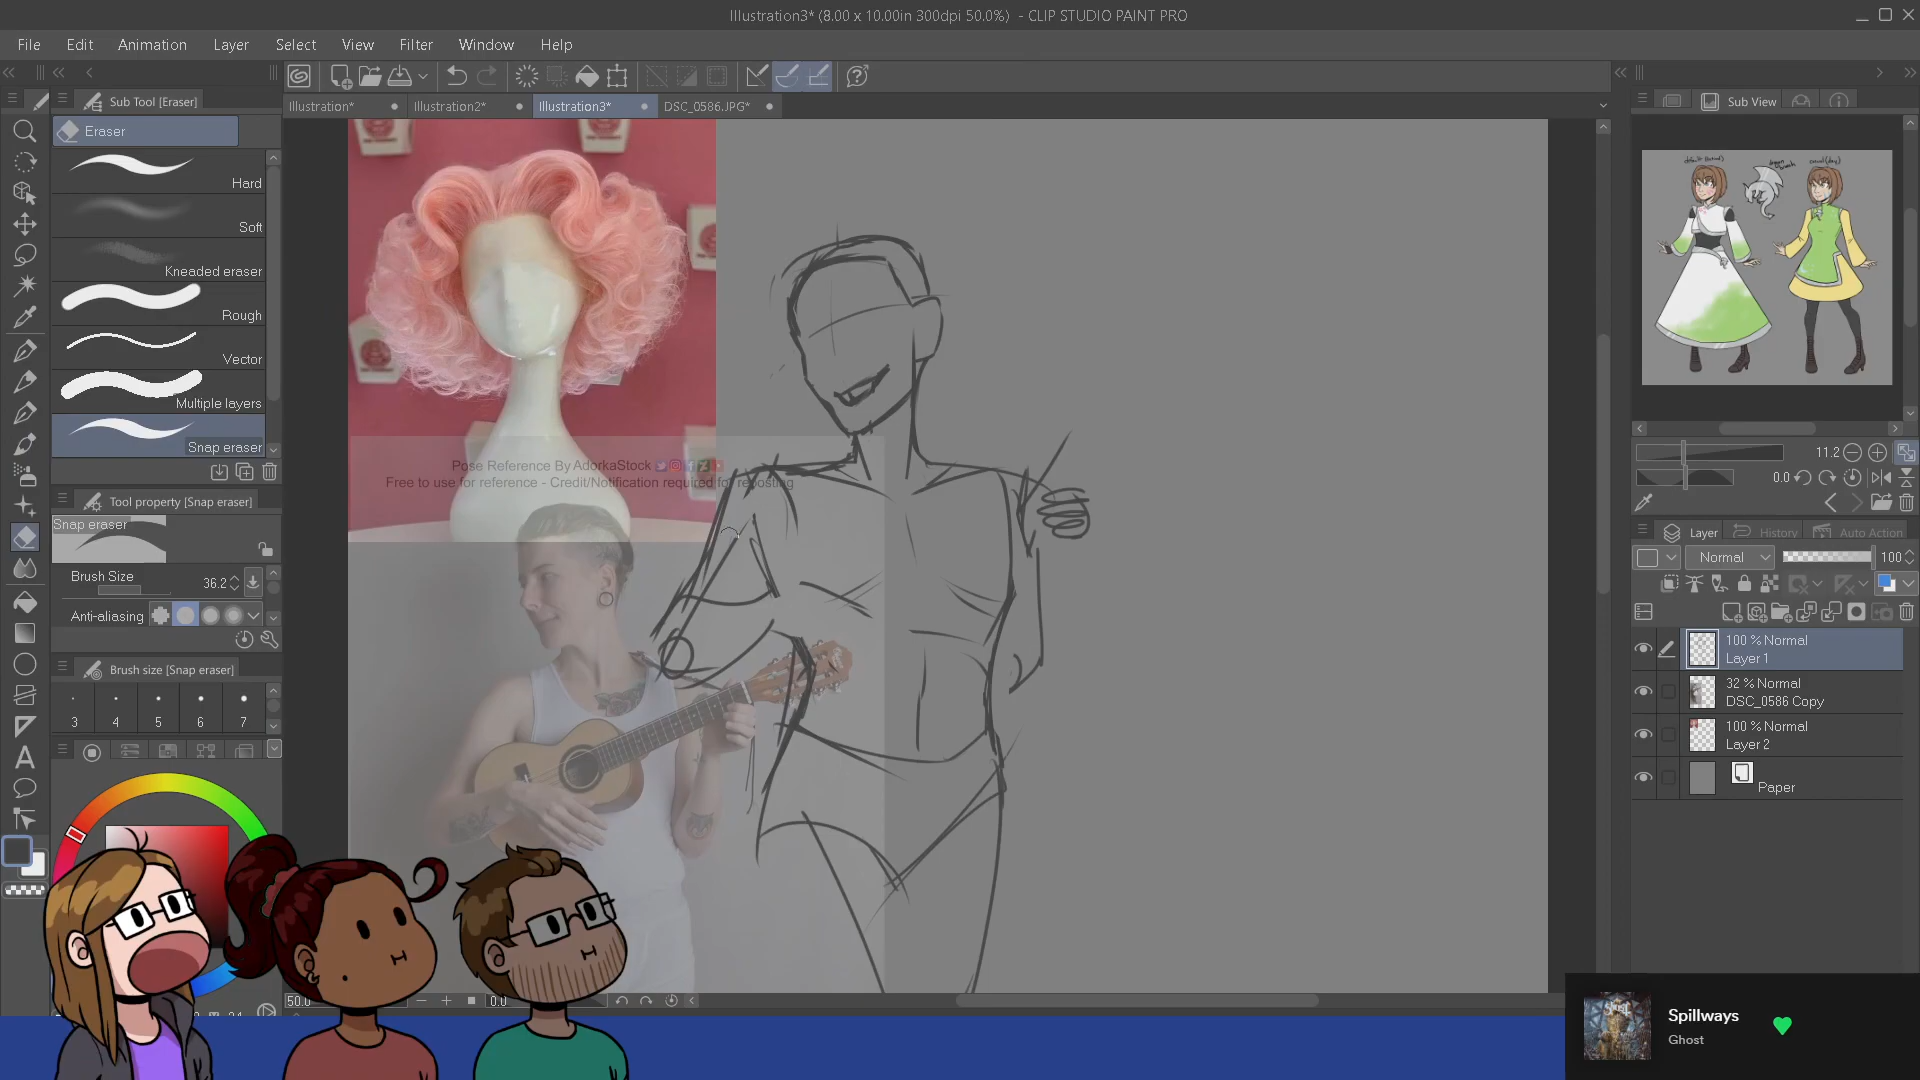 Illustration3* (8.00 x 10.00in 300dpi 50.0%) - CLIP STUDIO PAINT PRO
File Edit Animation Layer Select View Filter Window Help
Sub Tool [Eraser]
Illustration* Illustration2* Illustration3* DSC_0586.JPG*
Sub View
Eraser
Hard
Soft
Kneaded eraser
Rough
Vector
Multiple layers
Snap eraser
Tool property [Snap eraser]
Snap eraser
Brush Size 36.2
Anti-aliasing
Brush size [Snap eraser]
3 4 5 6 7
Pose Reference By AdorkaStock
Free to use for reference - Credit/Notification required for reposting
50.0 0.0
11.2
0.0
Layer History Auto Action
Normal 100
100 % Normal
Layer 1
32 % Normal
DSC_0586 Copy
100 % Normal
Layer 2
Paper
Spillways
Ghost